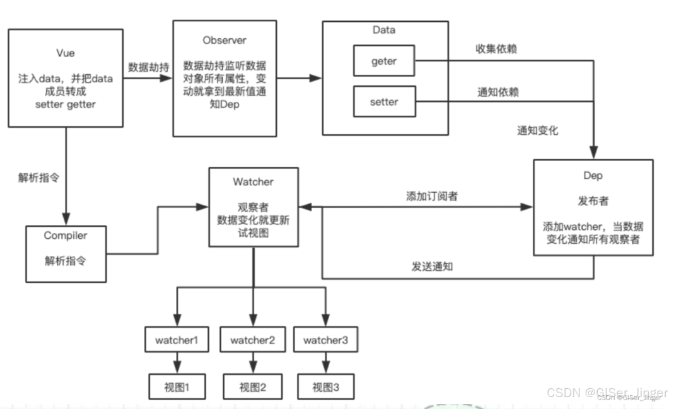 Vue
注入data，并把data
成员转成
setter getter
数据劫持
Observer
数据劫持监听数据
对象所有属性，变
动就拿到最新值通
知Dep
Data
geter
setter
收集依赖
通知依赖
通知变化
解析指令
Compiler
解析指令
Watcher
观察者
数据变化就更新
试视图
添加订阅者
发送通知
Dep
发布者
添加watcher，当数据
变化通知所有观察者
watcher1
watcher2
watcher3
视图1
视图2
视图3
CSDN @GISer_Jinger